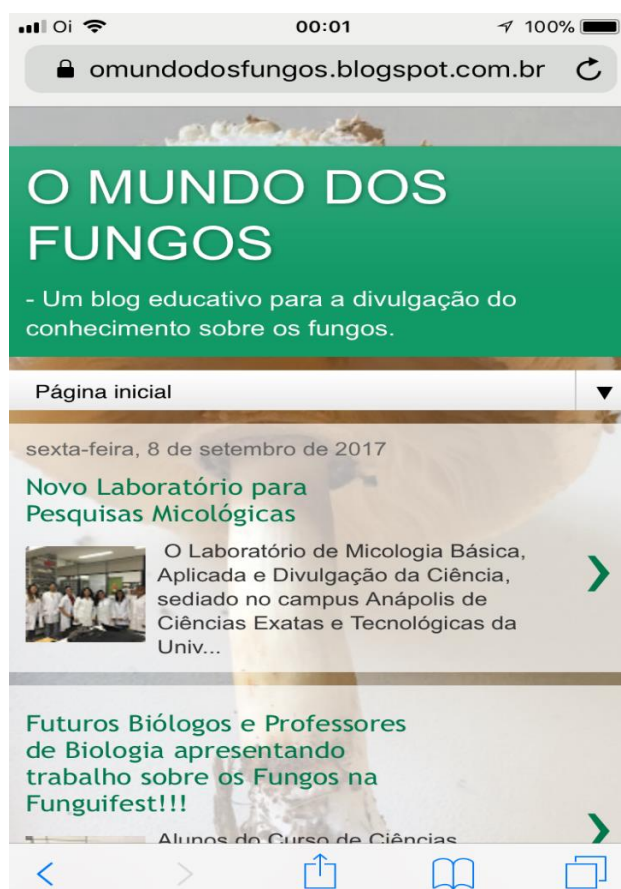 Oi 00:01 100%
omundodosfungos.blogspot.com.br
O MUNDO DOS
FUNGOS
- Um blog educativo para a divulgação do
conhecimento sobre os fungos.
Página inicial
sexta-feira, 8 de setembro de 2017
Novo Laboratório para
Pesquisas Micológicas
O Laboratório de Micologia Básica,
Aplicada e Divulgação da Ciência,
sediado no campus Anápolis de
Ciências Exatas e Tecnológicas da
Univ...
Futuros Biólogos e Professores
de Biologia apresentando
trabalho sobre os Fungos na
Funguifest!!!
Alunos do Curso de Ciências